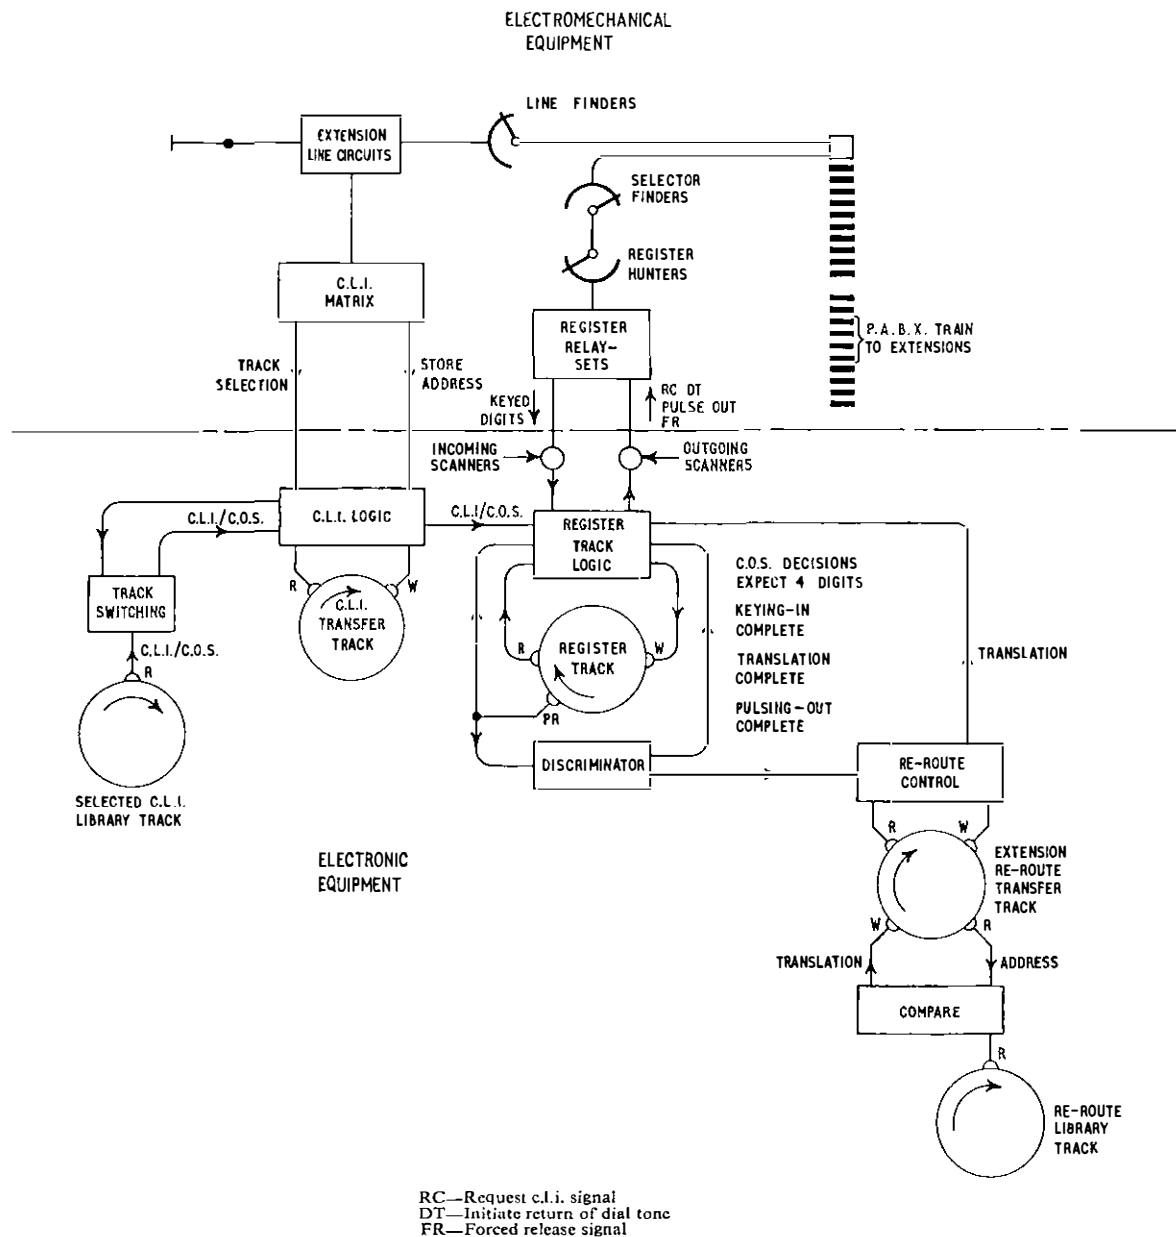 ELECTROMECHANICAL
EQUIPMENT
LINE FINDERS
EXTENSION
LINE CIRCUITS
SELECTOR
FINDERS
REGISTER
HUNTERS
C.L.I.
MATRIX
REGISTER
RELAY-
SETS
P.A.B.X. TRAIN
TO EXTENSIONS
TRACK
SELECTION
STORE
ADDRESS
KEYED
DIGITS
RC DT
PULSE OUT
FR
INCOMING
SCANNERS
OUTGOING
SCANNERS
C.L.I./C.O.S.
C.L.I. LOGIC
C.L.I/C.O.S.
REGISTER
TRACK
LOGIC
C.O.S. DECISIONS
EXPECT 4 DIGITS
KEYING-IN
COMPLETE
TRANSLATION
COMPLETE
PULSING-OUT
COMPLETE
TRANSLATION
TRACK
SWITCHING
R
W
C.L.I.
TRANSFER
TRACK
C.L.I./C.O.S.
R
R
REGISTER
TRACK
W
PR
DISCRIMINATOR
RE-ROUTE
CONTROL
SELECTED C.L.I.
LIBRARY TRACK
R
W
EXTENSION
RE-ROUTE
TRANSFER
TRACK
ELECTRONIC
EQUIPMENT
W
R
TRANSLATION
ADDRESS
COMPARE
R
RE-ROUTE
LIBRARY
TRACK
RC—Request c.l.i. signal
DT—Initiate return of dial tone
FR—Forced release signal